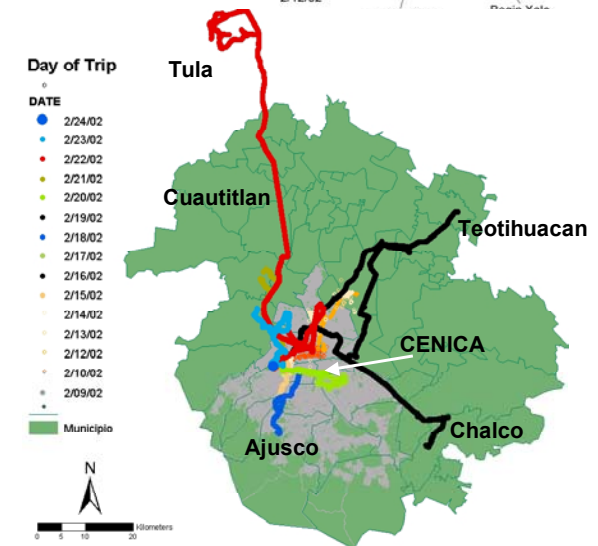 2/12/02
Day of Trip
DATE
2/24/02
2/23/02
2/22/02
2/21/02
2/20/02
2/19/02
2/18/02
2/17/02
2/16/02
2/15/02
2/14/02
2/13/02
2/12/02
2/10/02
2/09/02
Municipio
N
0 5 10 20 Kilometers
Tula
Cuautitlan
Teotihuacan
CENICA
Chalco
Ajusco